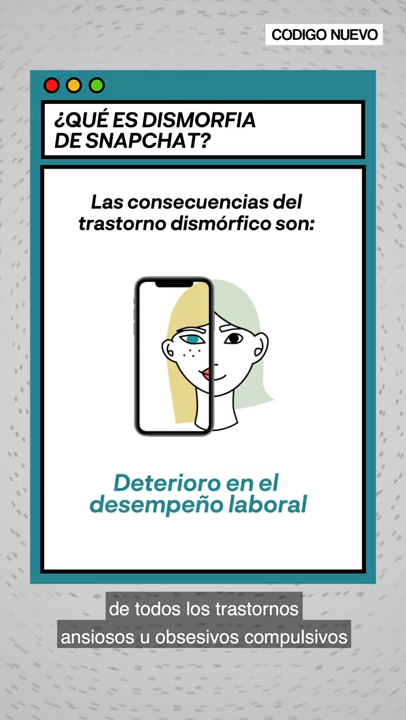 CODIGO NUEVO
¿QUÉ ES DISMORFIA
DE SNAPCHAT?
Las consecuencias del
trastorno dismórfico son:
Deterioro en el
desempeño laboral
de todos los trastornos
ansiosos u obsesivos compulsivos